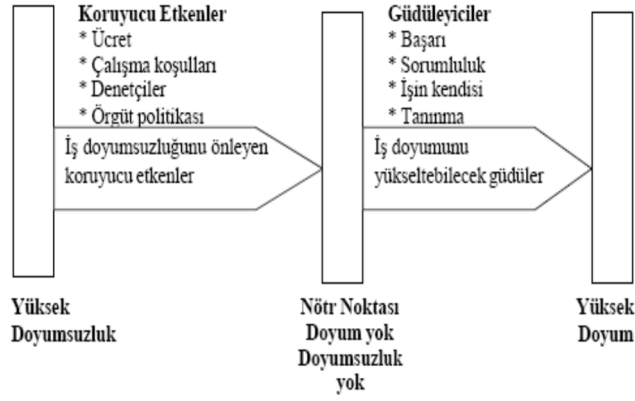 Koruyucu Etkenler
* Ücret
* Çalışma koşulları
* Denetçiler
* Örgüt politikası
İş doyumsuzluğunu önleyen
koruyucu etkenler
Güdüleyiciler
* Başarı
* Sorumluluk
* İşin kendisi
* Tanınma
İş doyumunu
yükseltebilecek güdüler
Yüksek
Doyumsuzluk
Nötr Noktası
Doyum yok
Doyumsuzluk
yok
Yüksek
Doyum